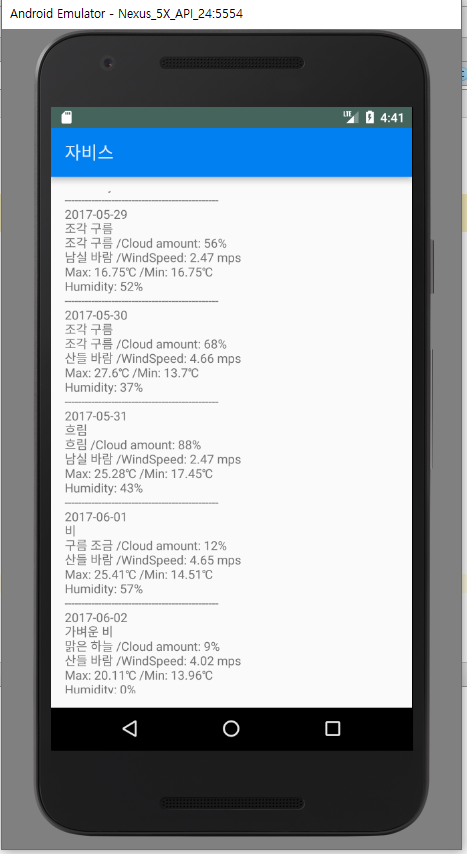 Android Emulator - Nexus_5X_API_24:5554
LTE 4:41
자비스
----------------------------------------------
2017-05-29
조각 구름
조각 구름 /Cloud amount: 56%
남실 바람 /WindSpeed: 2.47 mps
Max: 16.75℃ /Min: 16.75℃
Humidity: 52%
----------------------------------------------
2017-05-30
조각 구름
조각 구름 /Cloud amount: 68%
산들 바람 /WindSpeed: 4.66 mps
Max: 27.6℃ /Min: 13.7℃
Humidity: 37%
----------------------------------------------
2017-05-31
흐림
흐림 /Cloud amount: 88%
남실 바람 /WindSpeed: 2.47 mps
Max: 25.28℃ /Min: 17.45℃
Humidity: 43%
----------------------------------------------
2017-06-01
비
구름 조금 /Cloud amount: 12%
산들 바람 /WindSpeed: 4.65 mps
Max: 25.41℃ /Min: 14.51℃
Humidity: 57%
----------------------------------------------
2017-06-02
가벼운 비
맑은 하늘 /Cloud amount: 9%
산들 바람 /WindSpeed: 4.02 mps
Max: 20.11℃ /Min: 13.96℃
Humidity: 0%